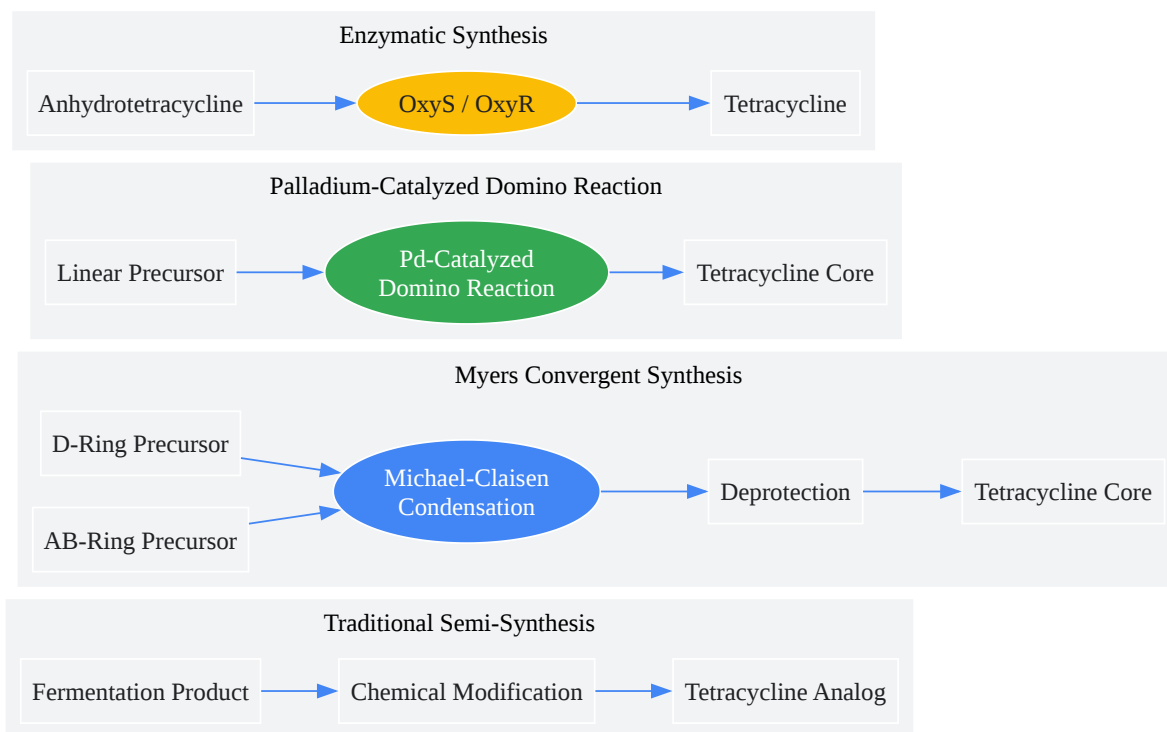 Enzymatic Synthesis
Anhydrotetracycline
OxyS / OxyR
Tetracycline
Palladium-Catalyzed Domino Reaction
Linear Precursor
Pd-Catalyzed
Domino Reaction
Tetracycline Core
Myers Convergent Synthesis
D-Ring Precursor
AB-Ring Precursor
Michael-Claisen
Condensation
Deprotection
Tetracycline Core
Traditional Semi-Synthesis
Fermentation Product
Chemical Modification
Tetracycline Analog